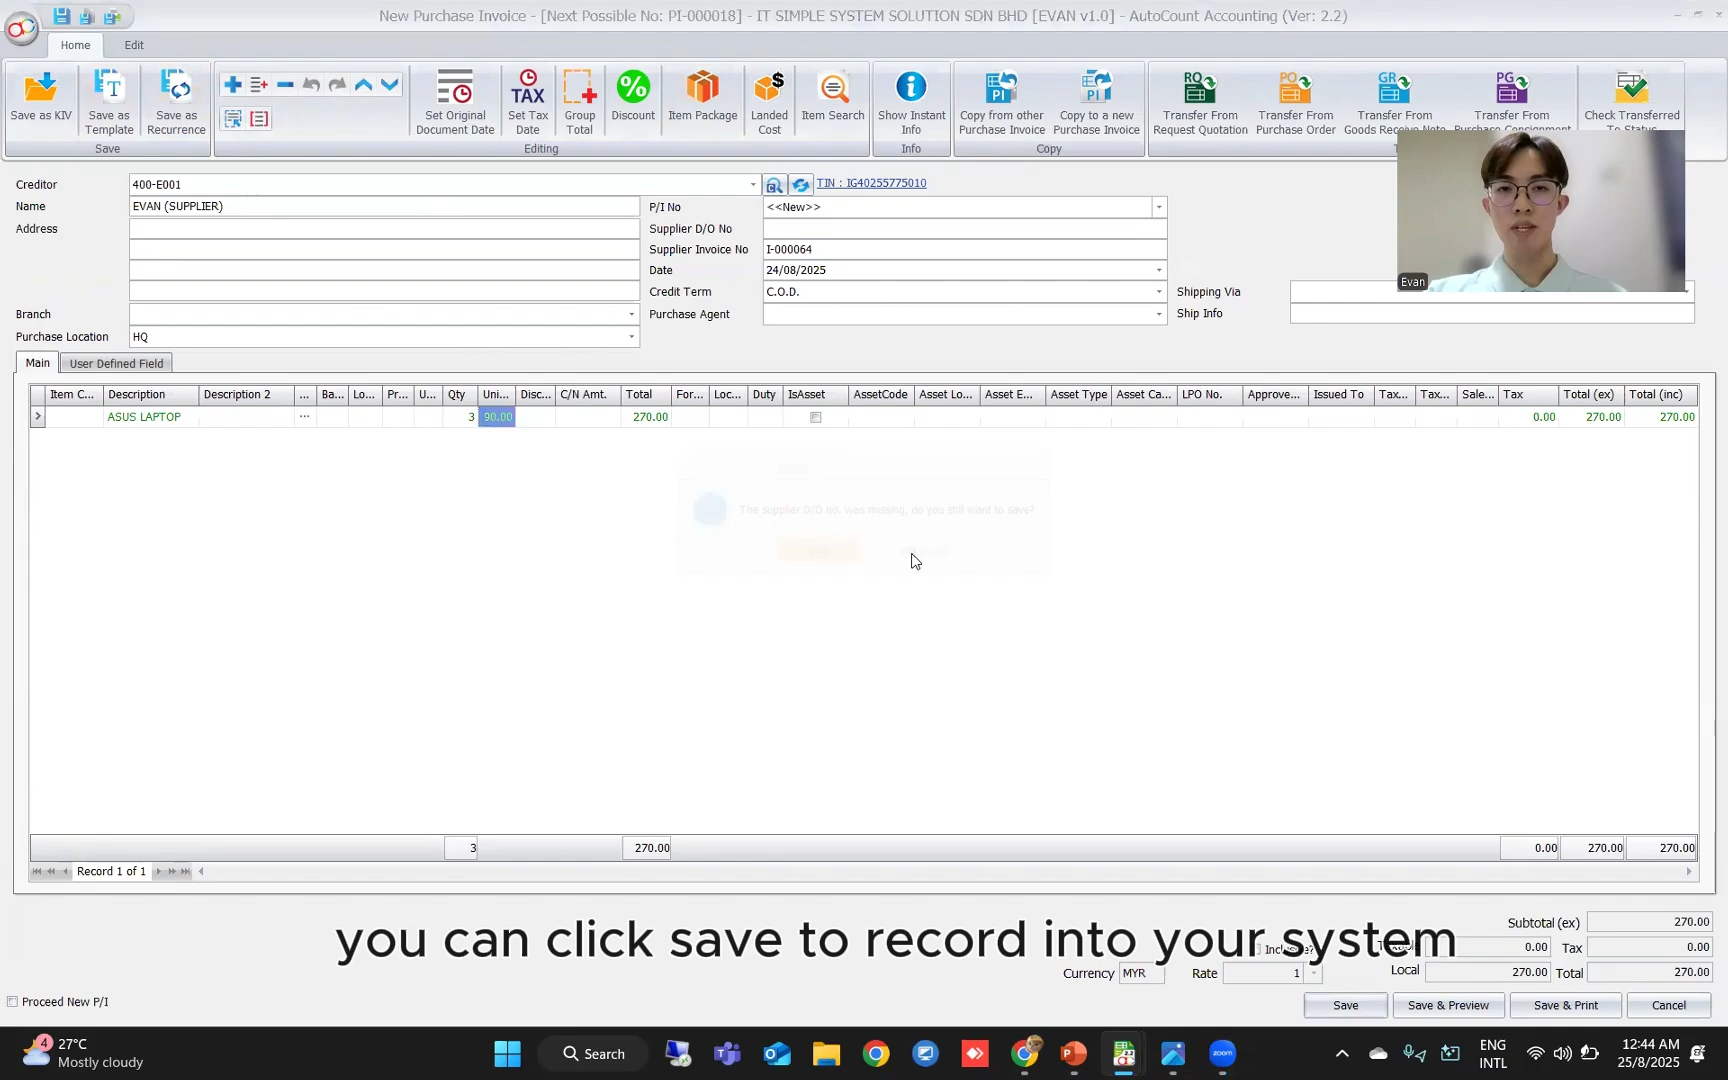 New Purchase Invoice - [Next Possible No: PI-000018] - IT SIMPLE SYSTEM SOLUTION SDN BHD [EVAN v1.0] - AutoCount Accounting (Ver: 2.2)
Home Edit
Save as KIV
Save as Template
Save as Recurrence
Set Original Document Date
TAX
Set Tax Date
Group Total
Discount
Item Package
Landed Cost
Item Search
Show Instant Info
PI
Copy from other Purchase Invoice
PI
Copy to a new Purchase Invoice
RQ
Transfer From Request Quotation
PO
Transfer From Purchase Order
GR
Transfer From Goods Receive Note
PG
Transfer From Purchase Consignment
Check Transferred To Status
Save Editing Info Copy
Creditor 400-E001 TIN : IG40255775010
Name EVAN (SUPPLIER) P/I No <<New>>
Address Supplier D/O No
Supplier Invoice No I-000064
Date 24/08/2025
Credit Term C.O.D. Shipping Via
Branch Purchase Agent Ship Info
Purchase Location HQ
Evan
Main User Defined Field
Item C... Description Description 2 ... Ba... Lo... Pr... U... Qty Uni... Disc... C/N Amt. Total For... Loc... Duty IsAsset AssetCode Asset Lo... Asset E... Asset Type Asset Ca... LPO No. Approve... Issued To Tax... Tax... Sale... Tax Total (ex) Total (inc)
ASUS LAPTOP ... 3 90.00 270.00 0.00 270.00 270.00
The supplier D/O no. was missing, do you still want to save?
3 270.00 0.00 270.00 270.00
Record 1 of 1
you can click save to record into your system
Subtotal (ex) 270.00
Inclusive? 0.00 Tax 0.00
Currency MYR Rate 1 Local 270.00 Total 270.00
Proceed New P/I
Save Save & Preview Save & Print Cancel
4
27°C
Mostly cloudy
Search
zoom
ENG
INTL
12:44 AM
25/8/2025